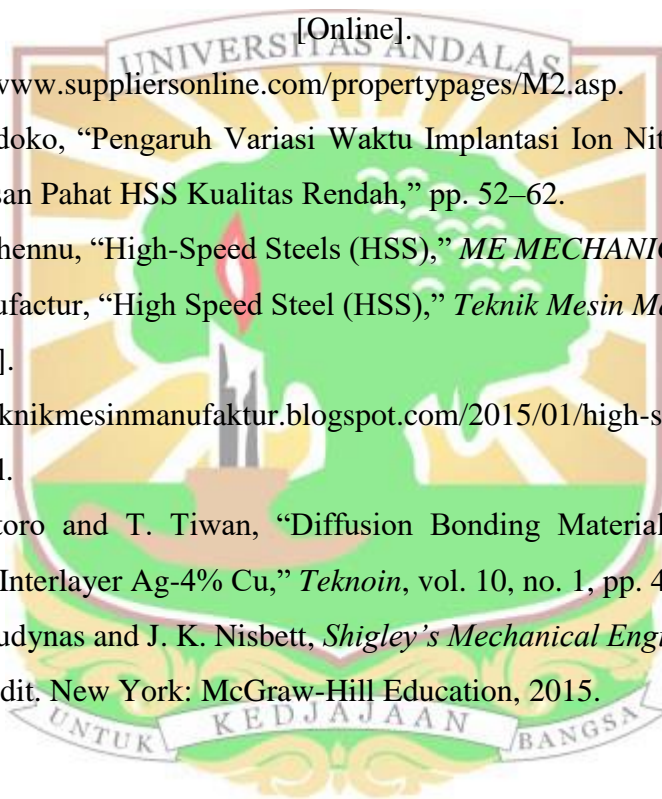 [Online].
UNIVERSITAS ANDALAS
www.suppliersonline.com/propertypages/M2.asp.
doko, “Pengaruh Variasi Waktu Implantasi Ion Nit
san Pahat HSS Kualitas Rendah,” pp. 52–62.
hennu, “High-Speed Steels (HSS),” ME MECHANIC
ufactur, “High Speed Steel (HSS),” Teknik Mesin Ma
].
knikmesinmanufaktur.blogspot.com/2015/01/high-s
l.
toro and T. Tiwan, “Diffusion Bonding Material
Interlayer Ag-4% Cu,” Teknoin, vol. 10, no. 1, pp. 4
udynas and J. K. Nisbett, Shigley’s Mechanical Engi
dit. New York: McGraw-Hill Education, 2015.
UNTUK KEDJAJAAN BANGSA